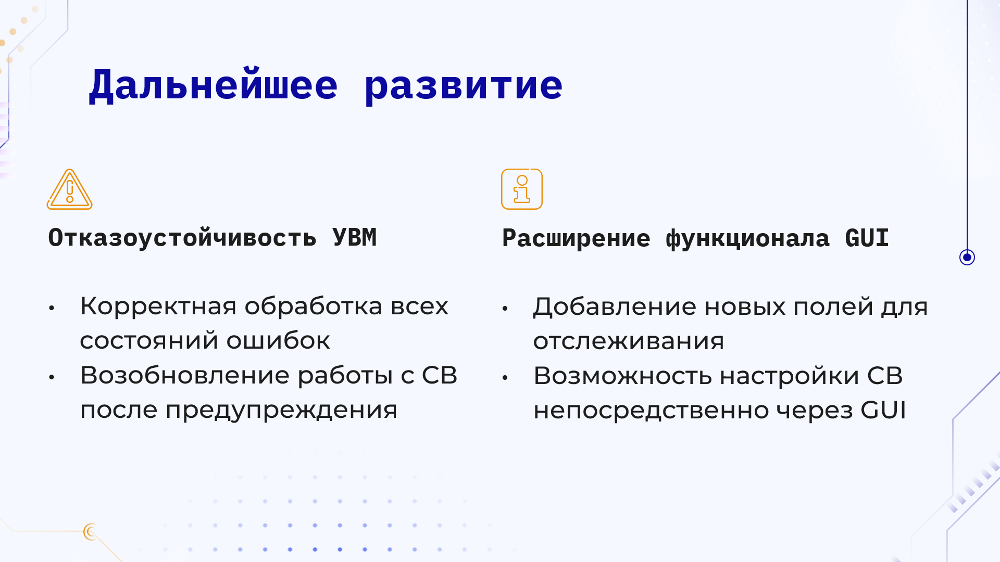 Дальнейшее развитие
Отказоустойчивость УВМ
• Корректная обработка всех
состояний ошибок
• Возобновление работы с СВ
после предупреждения
Расширение функционала GUI
• Добавление новых полей для
отслеживания
• Возможность настройки СВ
непосредственно через GUI